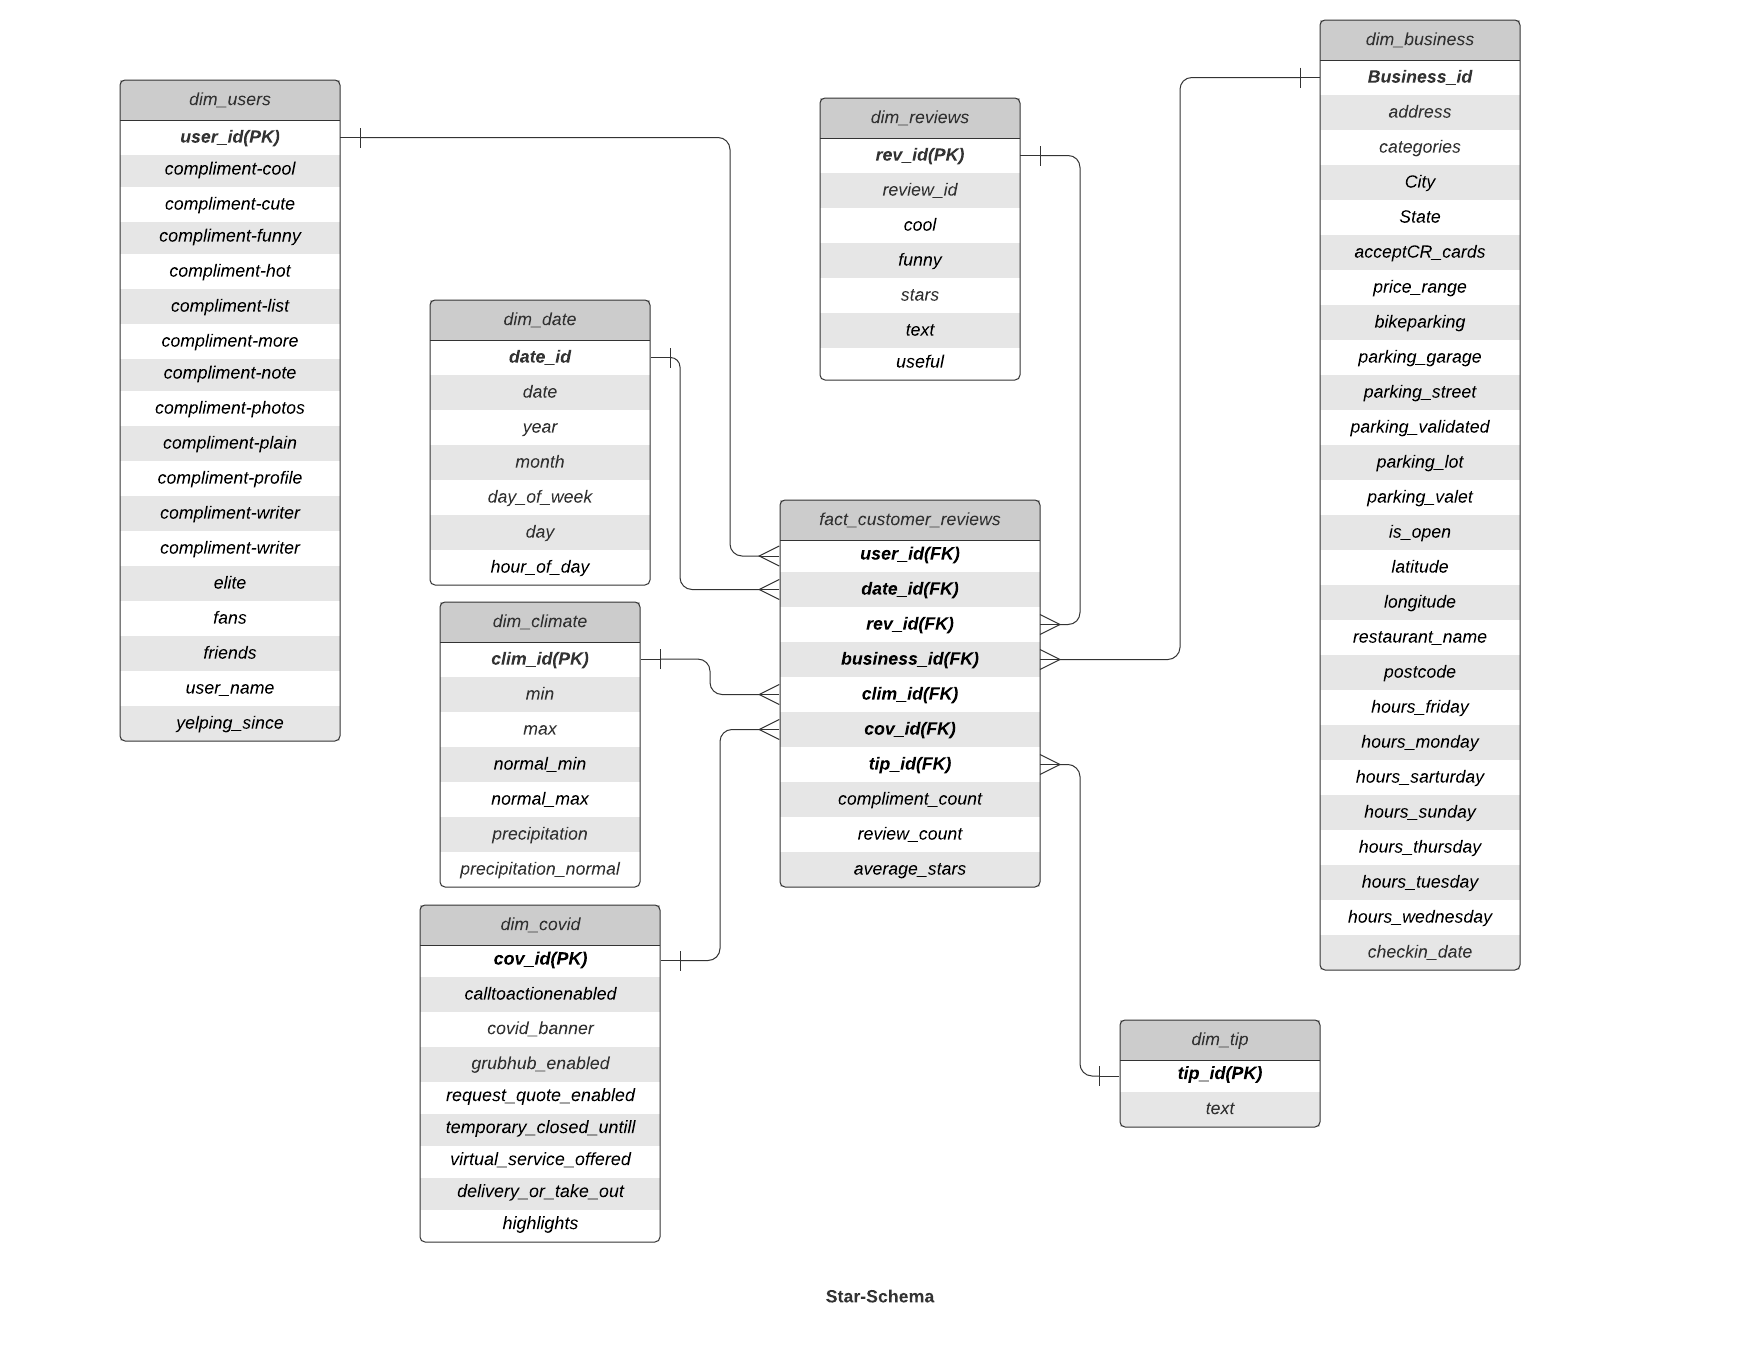 dim_users
user_id(PK)
compliment-cool
compliment-cute
compliment-funny
compliment-hot
compliment-list
compliment-more
compliment-note
compliment-photos
compliment-plain
compliment-profile
compliment-writer
compliment-writer
elite
fans
friends
user_name
yelping_since
dim_date
date_id
date
year
month
day_of_week
day
hour_of_day
dim_climate
clim_id(PK)
min
max
normal_min
normal_max
precipitation
precipitation_normal
dim_covid
cov_id(PK)
calltoactionenabled
covid_banner
grubhub_enabled
request_quote_enabled
temporary_closed_untill
virtual_service_offered
delivery_or_take_out
highlights
dim_reviews
rev_id(PK)
review_id
cool
funny
stars
text
useful
fact_customer_reviews
user_id(FK)
date_id(FK)
rev_id(FK)
business_id(FK)
clim_id(FK)
cov_id(FK)
tip_id(FK)
compliment_count
review_count
average_stars
dim_business
Business_id
address
categories
City
State
acceptCR_cards
price_range
bikeparking
parking_garage
parking_street
parking_validated
parking_lot
parking_valet
is_open
latitude
longitude
restaurant_name
postcode
hours_friday
hours_monday
hours_sarturday
hours_sunday
hours_thursday
hours_tuesday
hours_wednesday
checkin_date
dim_tip
tip_id(PK)
text
Star-Schema